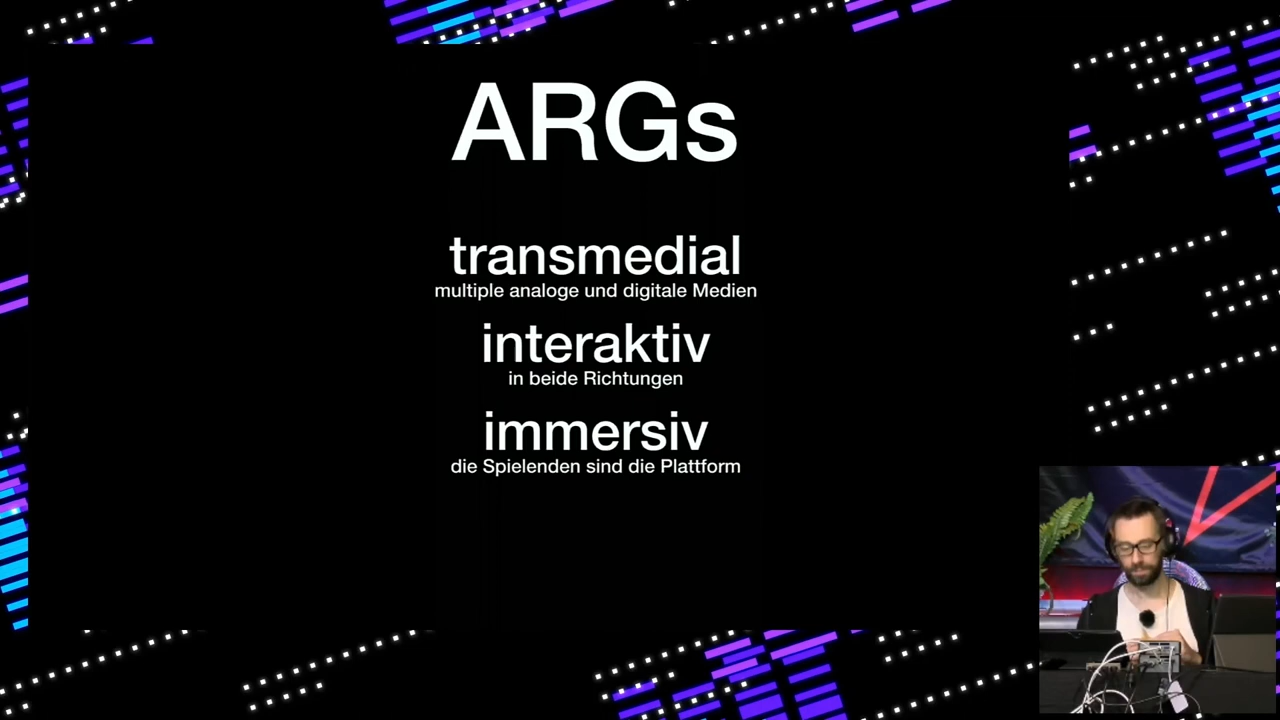 ARGs
transmedial
multiple analoge und digitale Medien
interaktiv
in beide Richtungen
immersiv
die Spielenden sind die Plattform